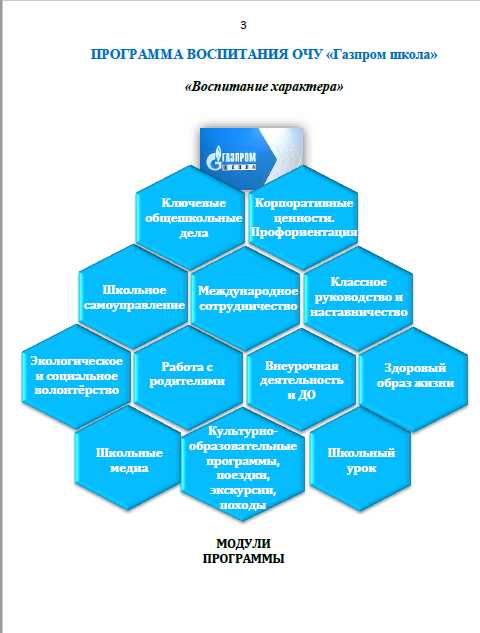 3
ПРОГРАММА ВОСПИТАНИЯ ОЧУ «Газпром школа»
«Воспитание характера»
ГАЗПРОМ
ШКОЛА
Ключевые
общешкольные
дела
Корпоративные
ценности.
Профориентация
Школьное
самоуправление
Международное
сотрудничество
Классное
руководство и
наставничество
Экологическое
и социальное
волонтёрство
Работа с
родителями
Внеурочная
деятельность
и ДО
Здоровый
образ жизни
Школьные
медиа
Культурно-
образовательные
программы,
поездки,
экскурсии,
походы
Школьный
урок
МОДУЛИ
ПРОГРАММЫ